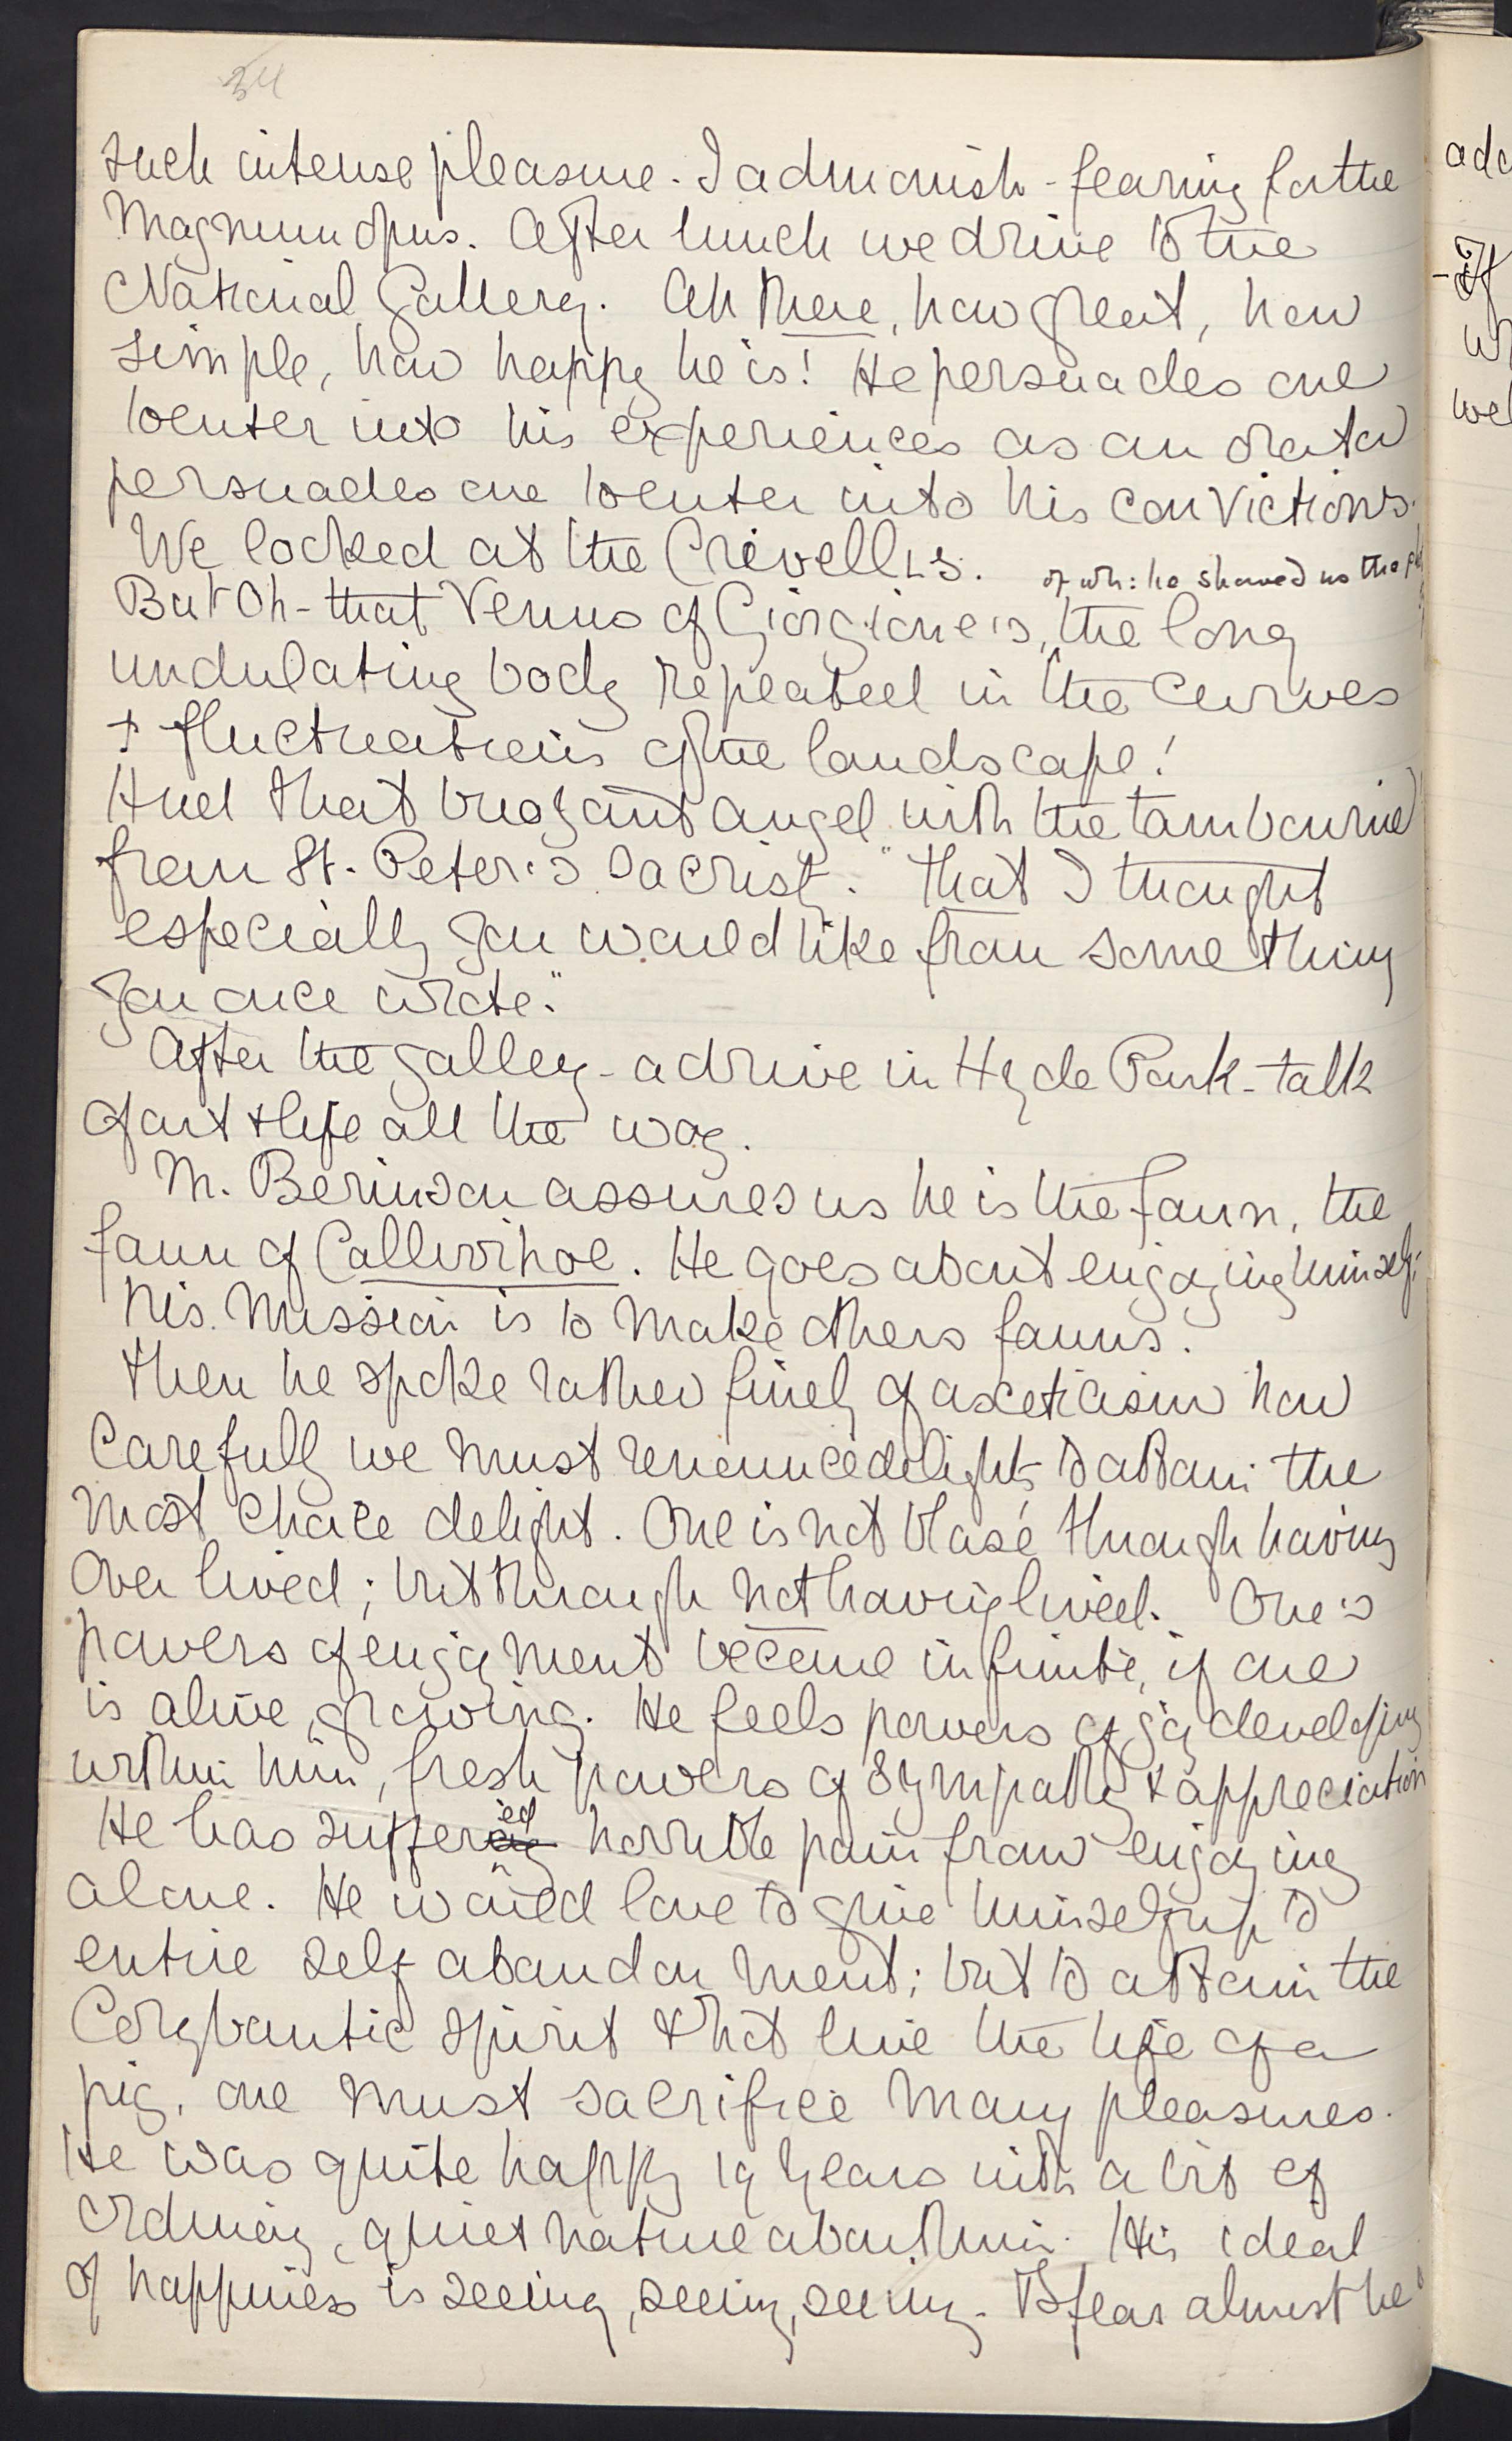 34
such intense pleasure. I admonish - fearing for the
Magnum Opus. After lunch we drive to the
National Gallery. Ah there, how great, how
simple, how happy he is! He persuades one
to enter into his experiences as an orator
persuades one to enter into his convictions.
We looked at the Crivellis.
of wh: he showed us the
But Oh - that Venus of Giorgione's, the long
undulating body repeated in the curves
+ fluctuations of the landscape!
And that buoyant angel with the tambourine
from St. Peter's Sacristy. "That I thought
especially you would like from something
you once wrote."
After the galley - a drive in Hyde Park - talk
of art & life all the way.
M. Berinson assures us he is the faun, the
faun of Callirrhoe. He goes about enjoying himself:
his mission is to make others fauns.
Then he spoke rather finely of asceticism how
carefully we must renounce delights to attain the
most choice delight. One is not blasé through having
over lived; but through not having lived. One's
powers of enjoyment become infinite, if one
is alive, growing. He feels powers of joy developing
within him, fresh powers of sympathy & appreciation
He has suffered horrible pain from enjoying
alone. He would love to give himself up to
entire self abandonment; but to attain the
Corybantic spirit & not live the life of a
pig, one must sacrifice many pleasures.
He was quite happy 19 years with a bit of
ordinary, quiet nature about him. His ideal
of happiness is seeing, seeing, seeing. To fear almost he
ade
-If
w
wel